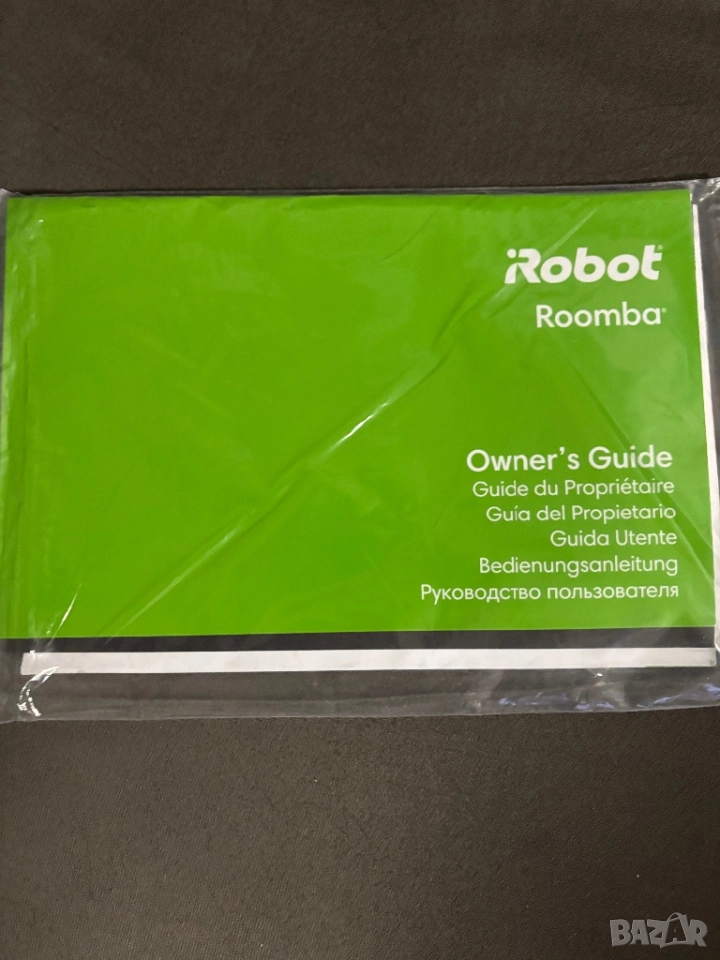 iRobot®
Roomba®
Owner's Guide
Guide du Propriétaire
Guía del Propietario
Guida Utente
Bedienungsanleitung
Руководство пользователя
BAZAR